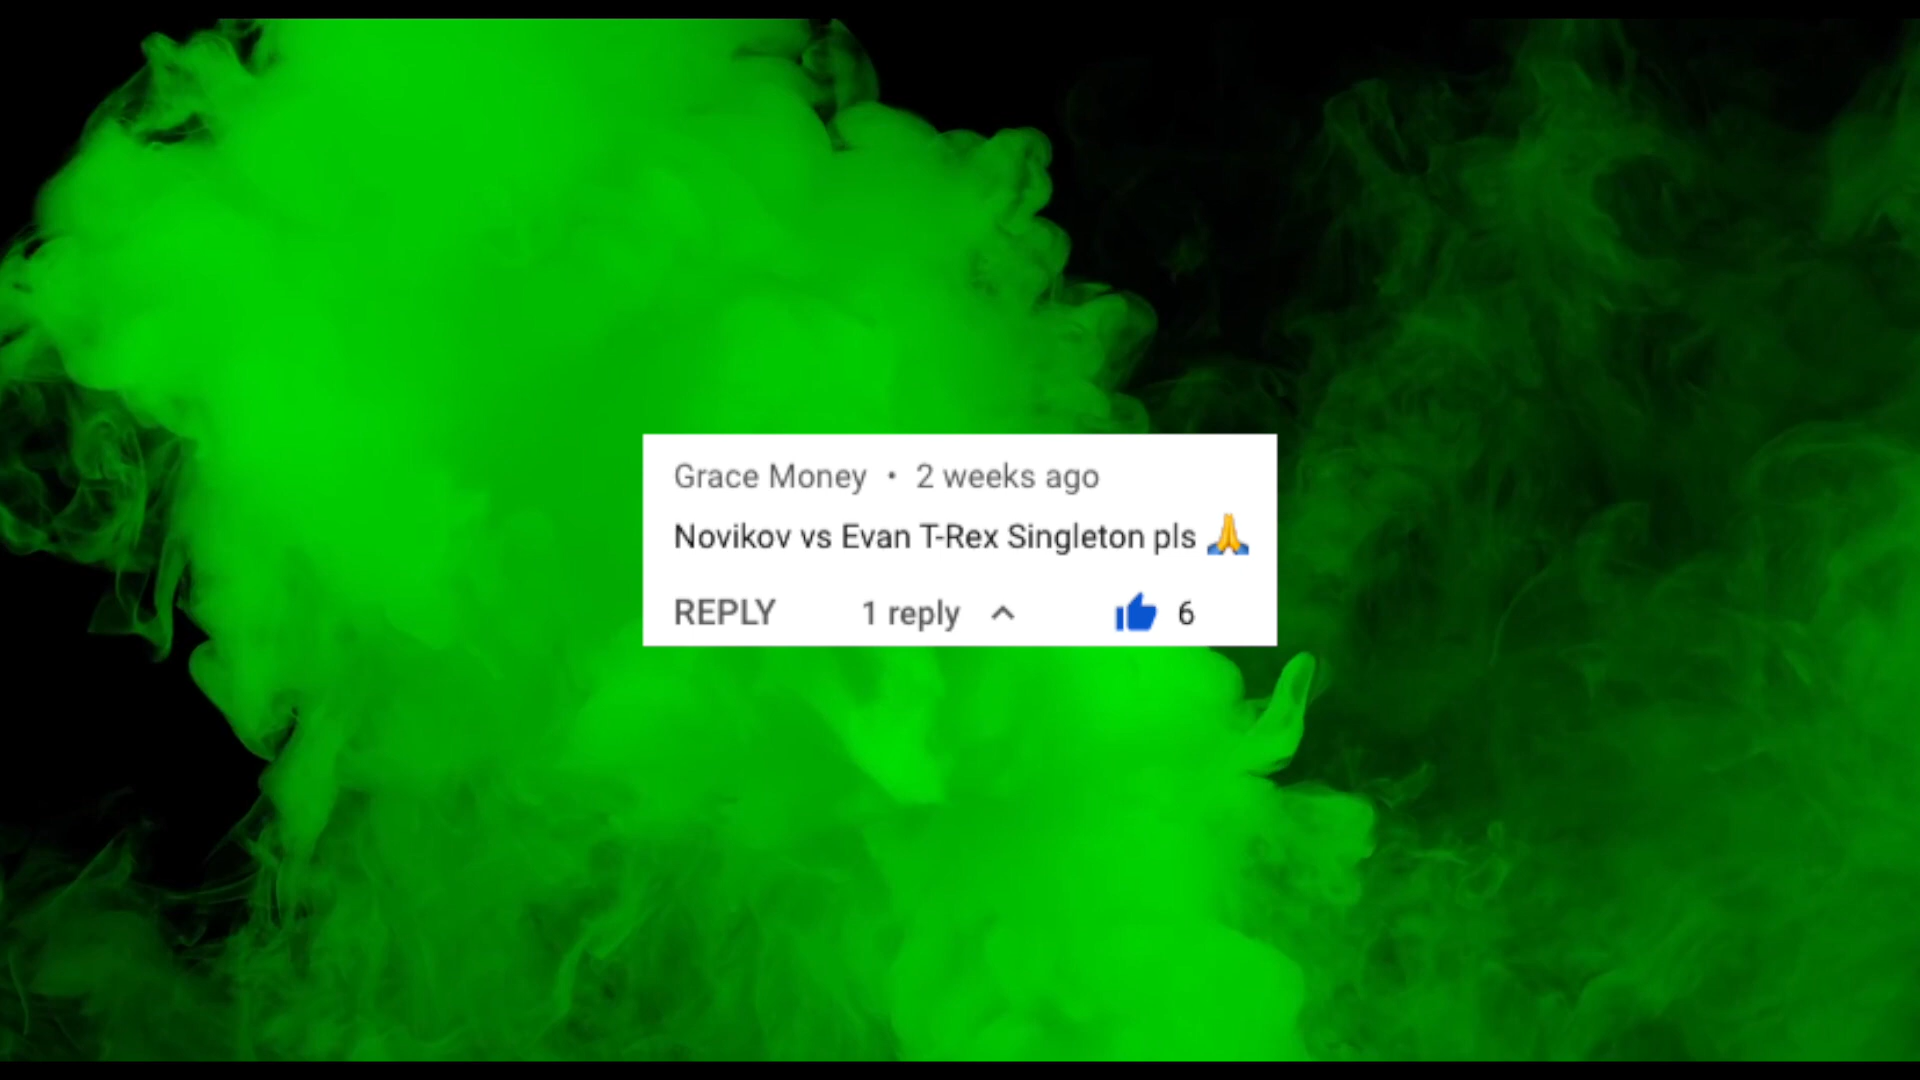 Grace Money • 2 weeks ago
Novikov vs Evan T-Rex Singleton pls 🙏
REPLY 1 reply 6